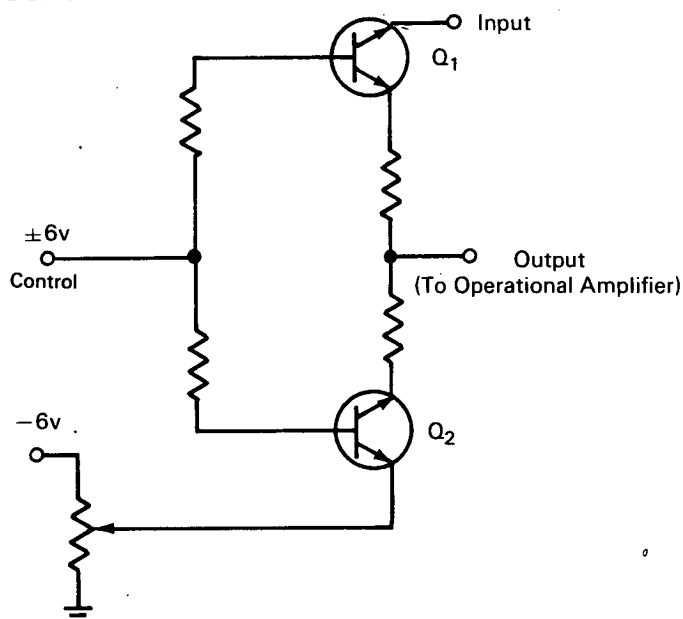 Input
Q1
±6v
Control
Output
(To Operational Amplifier)
Q2
−6v